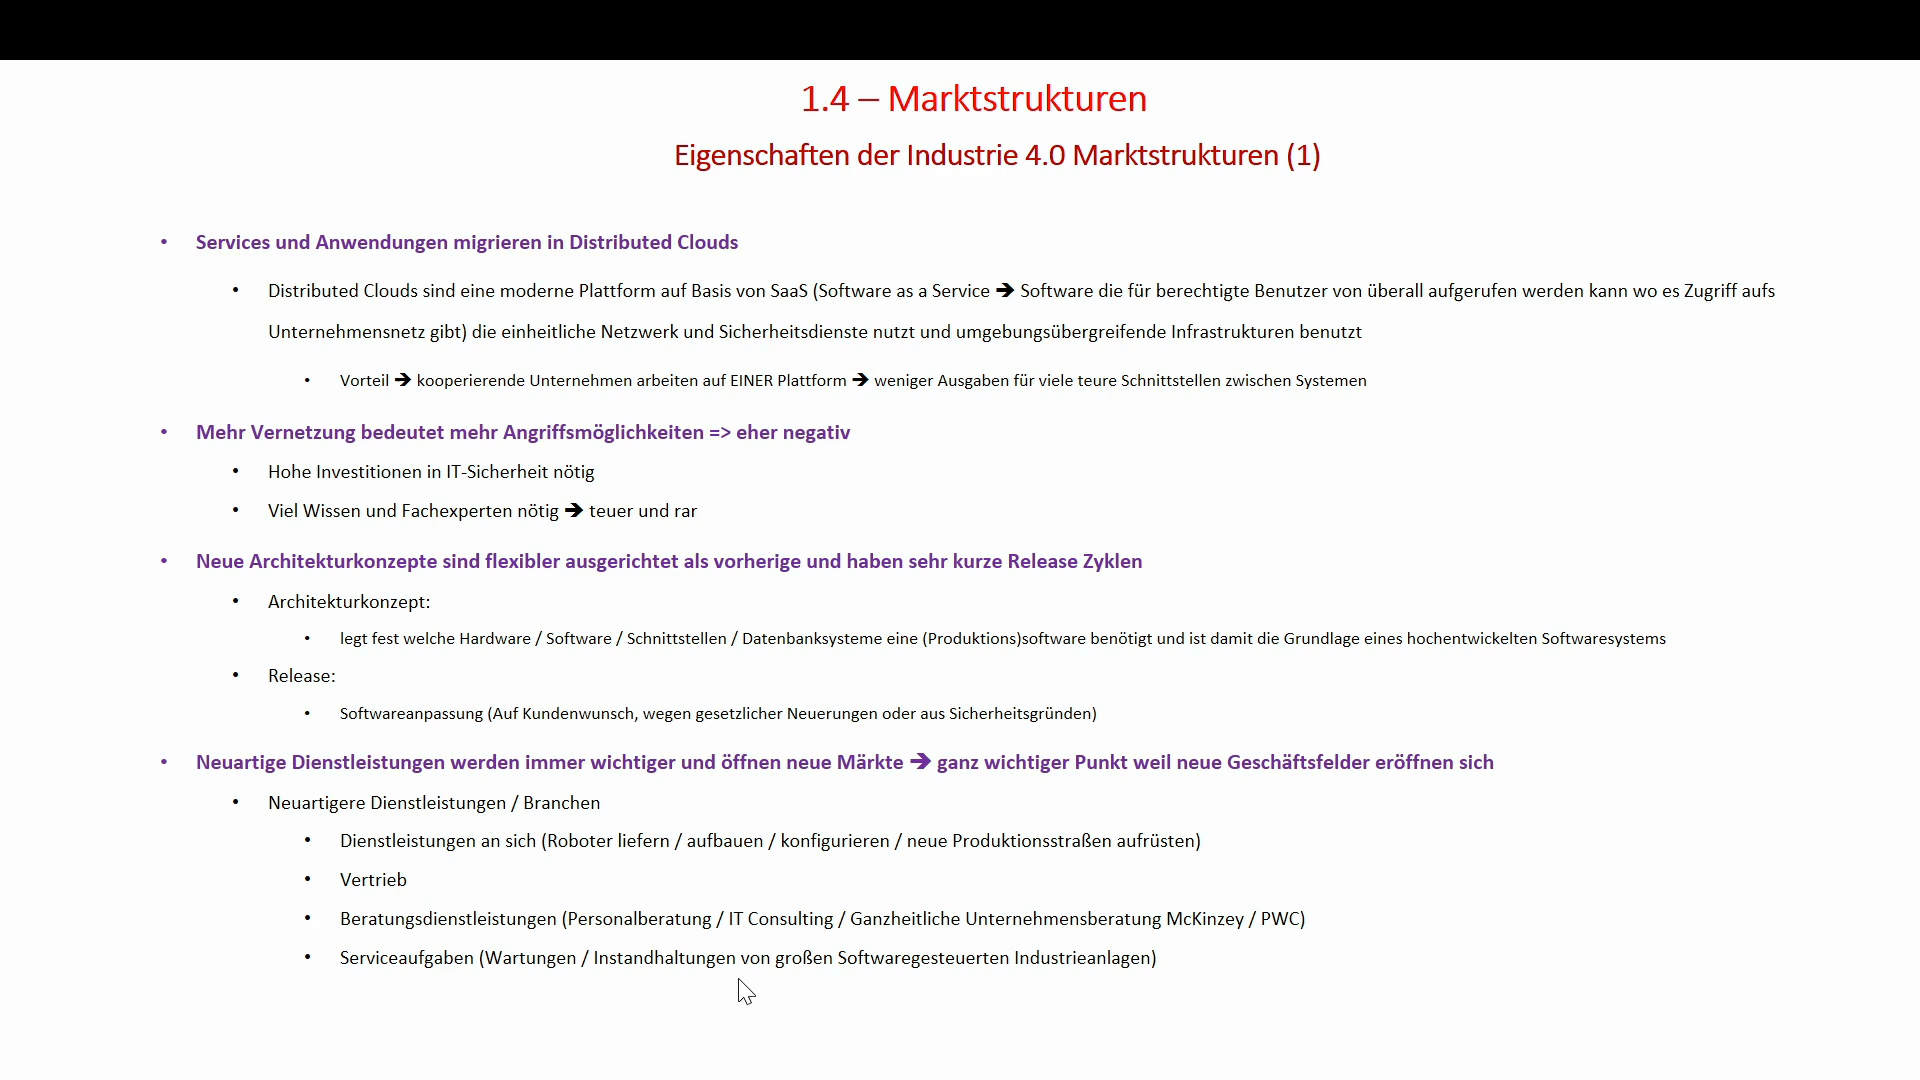 1.4 – Marktstrukturen
Eigenschaften der Industrie 4.0 Marktstrukturen (1)
• Services und Anwendungen migrieren in Distributed Clouds
• Distributed Clouds sind eine moderne Plattform auf Basis von SaaS (Software as a Service 🡺 Software die für berechtigte Benutzer von überall aufgerufen werden kann wo es Zugriff aufs
Unternehmensnetz gibt) die einheitliche Netzwerk und Sicherheitsdienste nutzt und umgebungsübergreifende Infrastrukturen benutzt
• Vorteil 🡺 kooperierende Unternehmen arbeiten auf EINER Plattform 🡺 weniger Ausgaben für viele teure Schnittstellen zwischen Systemen
• Mehr Vernetzung bedeutet mehr Angriffsmöglichkeiten => eher negativ
• Hohe Investitionen in IT-Sicherheit nötig
• Viel Wissen und Fachexperten nötig 🡺 teuer und rar
• Neue Architekturkonzepte sind flexibler ausgerichtet als vorherige und haben sehr kurze Release Zyklen
• Architekturkonzept:
• legt fest welche Hardware / Software / Schnittstellen / Datenbanksysteme eine (Produktions)software benötigt und ist damit die Grundlage eines hochentwickelten Softwaresystems
• Release:
• Softwareanpassung (Auf Kundenwunsch, wegen gesetzlicher Neuerungen oder aus Sicherheitsgründen)
• Neuartige Dienstleistungen werden immer wichtiger und öffnen neue Märkte 🡺 ganz wichtiger Punkt weil neue Geschäftsfelder eröffnen sich
• Neuartigere Dienstleistungen / Branchen
• Dienstleistungen an sich (Roboter liefern / aufbauen / konfigurieren / neue Produktionsstraßen aufrüsten)
• Vertrieb
• Beratungsdienstleistungen (Personalberatung / IT Consulting / Ganzheitliche Unternehmensberatung McKinzey / PWC)
• Serviceaufgaben (Wartungen / Instandhaltungen von großen Softwaregesteuerten Industrieanlagen)